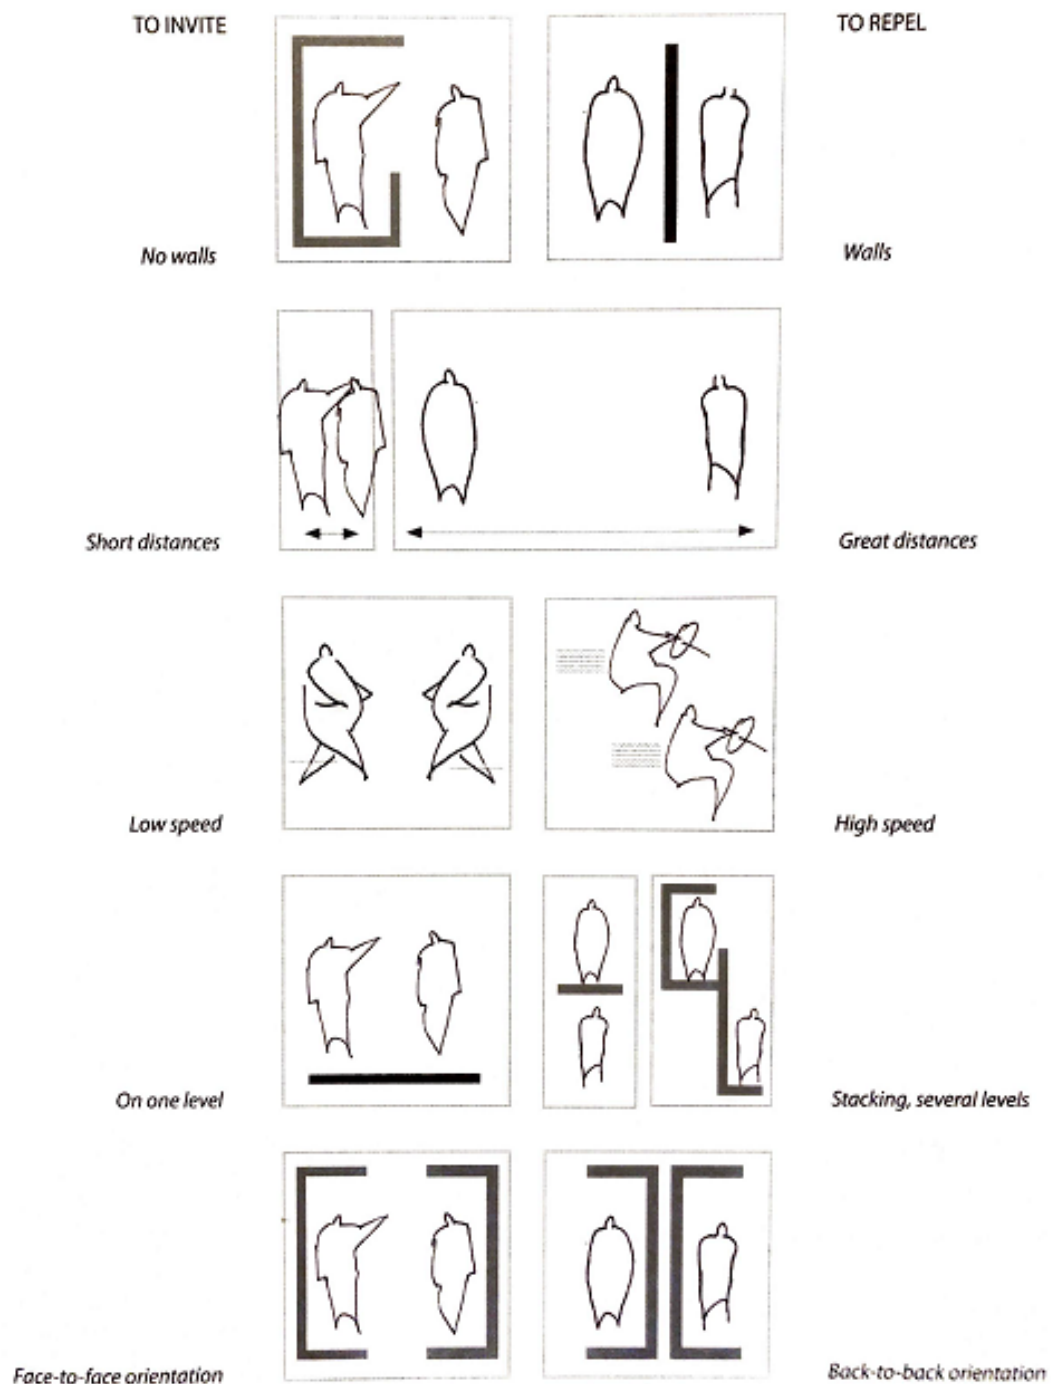 TO INVITE
TO REPEL
No walls
Walls
Short distances
Great distances
Low speed
High speed
On one level
Stacking, several levels
Face-to-face orientation
Back-to-back orientation